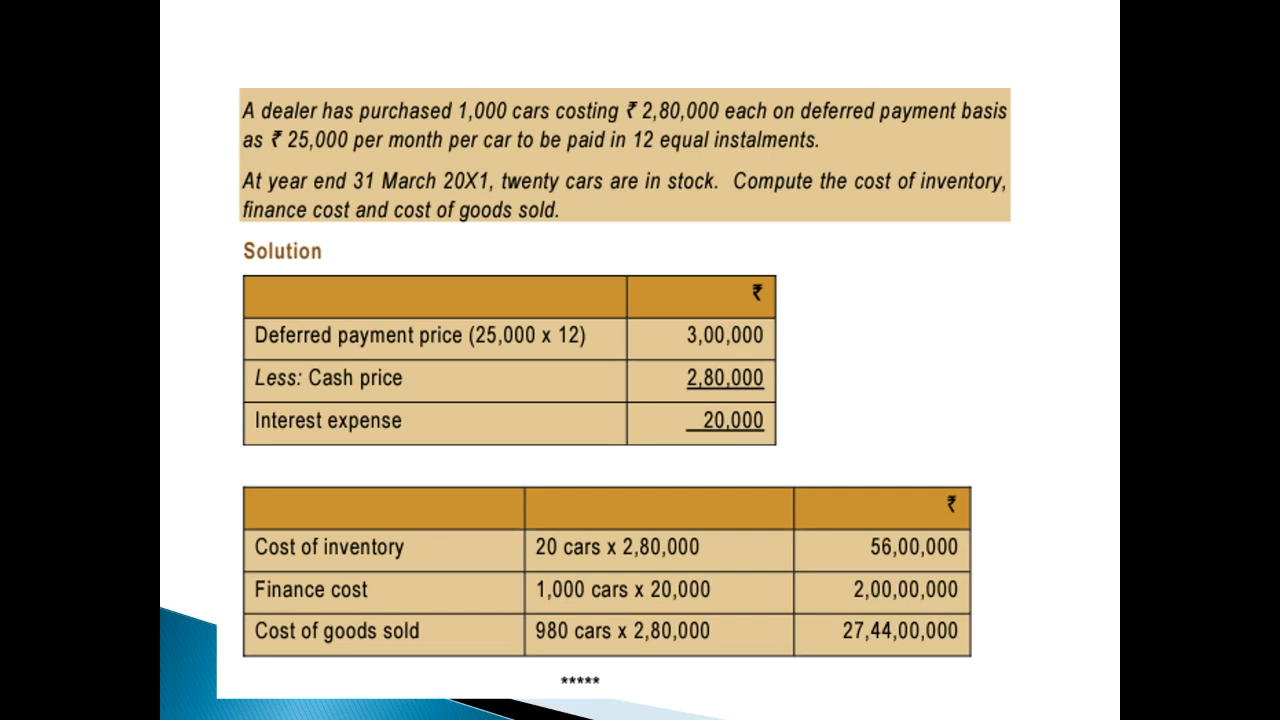 A dealer has purchased 1,000 cars costing ₹ 2,80,000 each on deferred payment basis
as ₹ 25,000 per month per car to be paid in 12 equal instalments.
At year end 31 March 20X1, twenty cars are in stock. Compute the cost of inventory,
finance cost and cost of goods sold.
Solution
₹
Deferred payment price (25,000 x 12) 3,00,000
Less: Cash price 2,80,000
Interest expense 20,000
₹
Cost of inventory 20 cars x 2,80,000 56,00,000
Finance cost 1,000 cars x 20,000 2,00,00,000
Cost of goods sold 980 cars x 2,80,000 27,44,00,000
*****